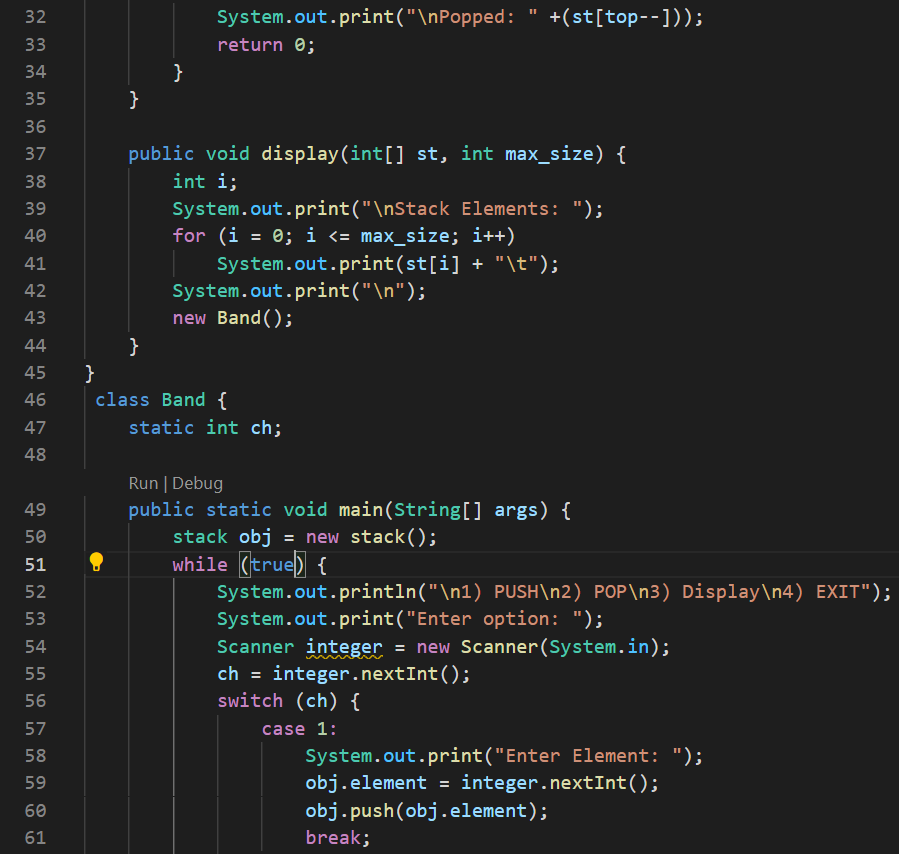 32 System.out.print("\nPopped: " +(st[top--]));
33 return 0;
34 }
35 }
36
37 public void display(int[] st, int max_size) {
38 int i;
39 System.out.print("\nStack Elements: ");
40 for (i = 0; i <= max_size; i++)
41 System.out.print(st[i] + "\t");
42 System.out.print("\n");
43 new Band();
44 }
45 }
46 class Band {
47 static int ch;
48
Run | Debug
49 public static void main(String[] args) {
50 stack obj = new stack();
51 while (true) {
52 System.out.println("\n1) PUSH\n2) POP\n3) Display\n4) EXIT");
53 System.out.print("Enter option: ");
54 Scanner integer = new Scanner(System.in);
55 ch = integer.nextInt();
56 switch (ch) {
57 case 1:
58 System.out.print("Enter Element: ");
59 obj.element = integer.nextInt();
60 obj.push(obj.element);
61 break;